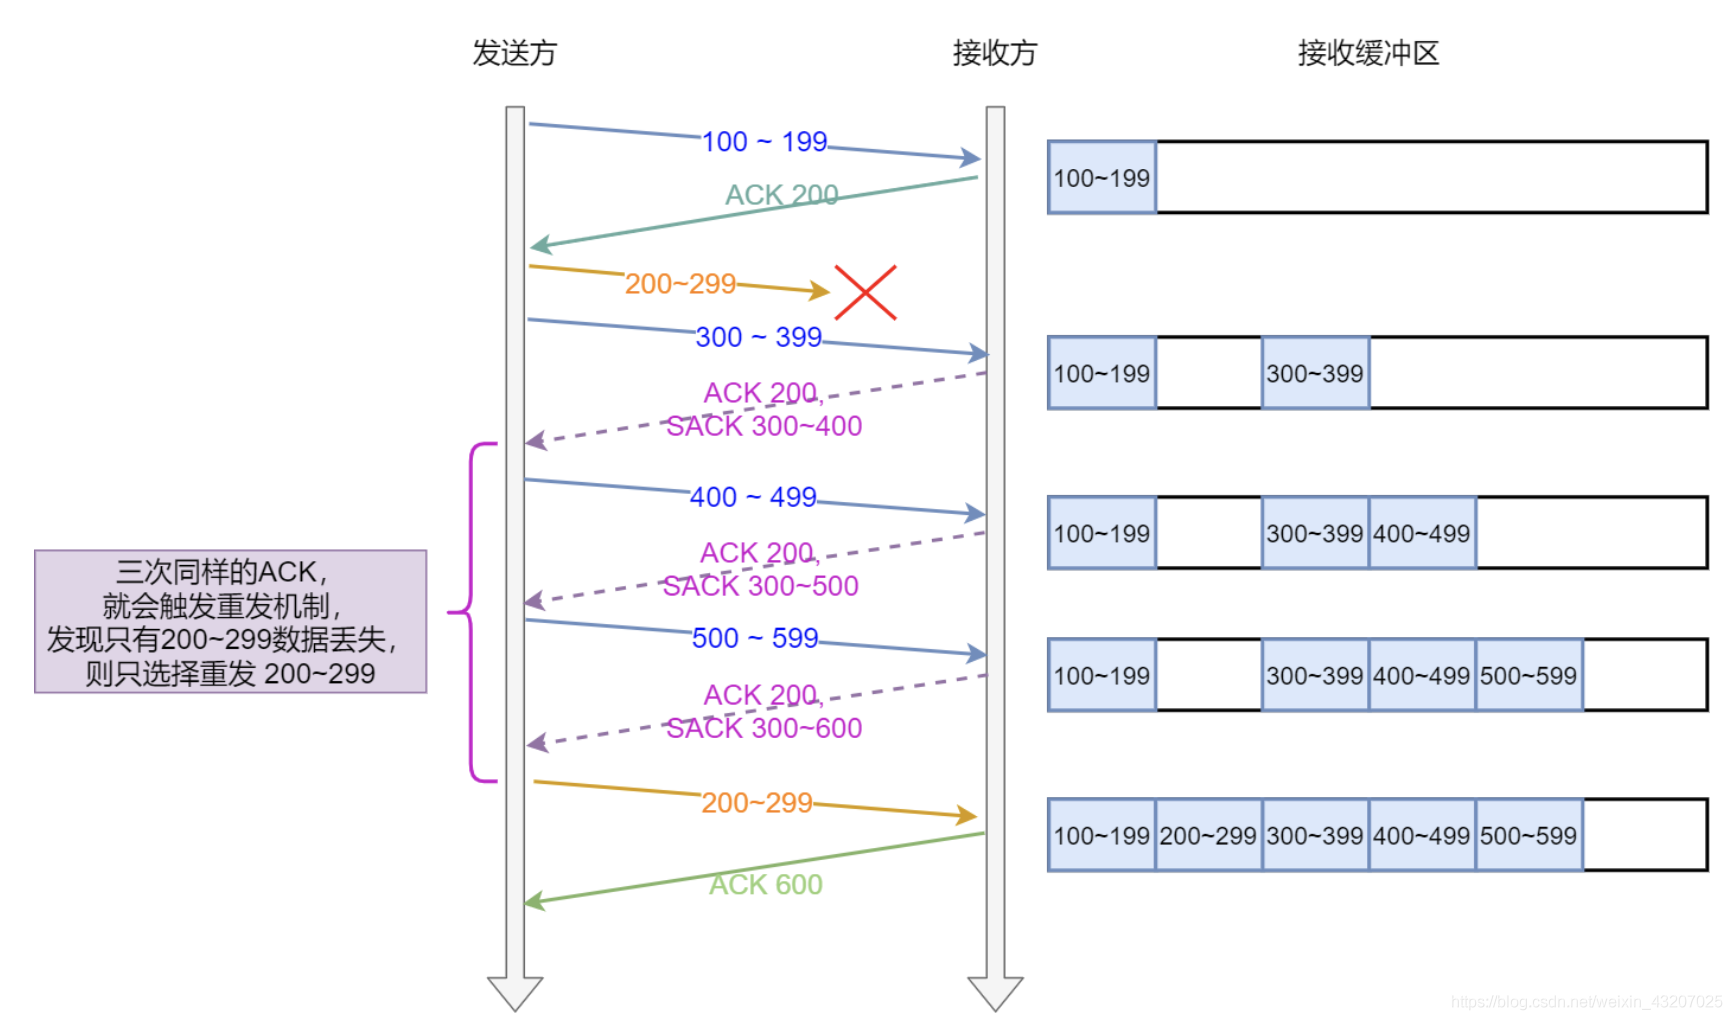 发送方
接收方
接收缓冲区
100 ~ 199
100~199
ACK 200
200~299
300 ~ 399
100~199
300~399
ACK 200,
SACK 300~400
400 ~ 499
100~199
300~399
400~499
ACK 200,
SACK 300~500
三次同样的ACK，
就会触发重发机制，
发现只有200~299数据丢失，
则只选择重发 200~299
500 ~ 599
100~199
300~399
400~499
500~599
ACK 200,
SACK 300~600
200~299
100~199
200~299
300~399
400~499
500~599
ACK 600
https://blog.csdn.net/weixin_43207025